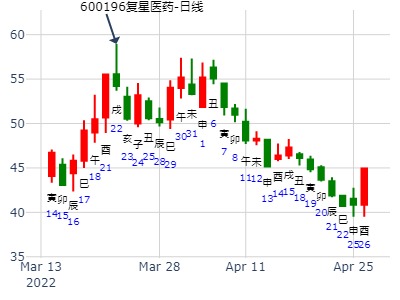 600196复星医药-日线
60
55
50
45
40
35
寅 14
卯 15
辰 16
巳 17
午 18
酉 21
戌 22
亥 23
子 24
丑 25
辰 28
巳 29
午 30
未 31
申 1
丑 6
寅 7
卯 8
午 11
未 12
申 13
酉 14
戌 15
丑 18
寅 19
卯 20
辰 21
巳 22
申 25
酉 26
Mar 13
2022
Mar 28
Apr 11
Apr 25